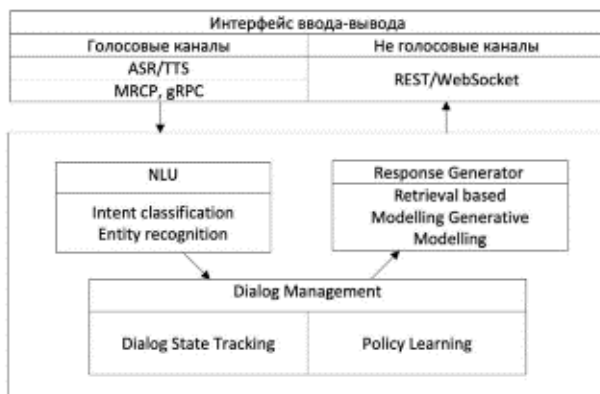 Интерфейс ввода-вывода
Голосовые каналы
Не голосовые каналы
ASR/TTS
MRCP, gRPC
REST/WebSocket
NLU
Intent classification
Entity recognition
Response Generator
Retrieval based
Modelling Generative
Modelling
Dialog Management
Dialog State Tracking
Policy Learning